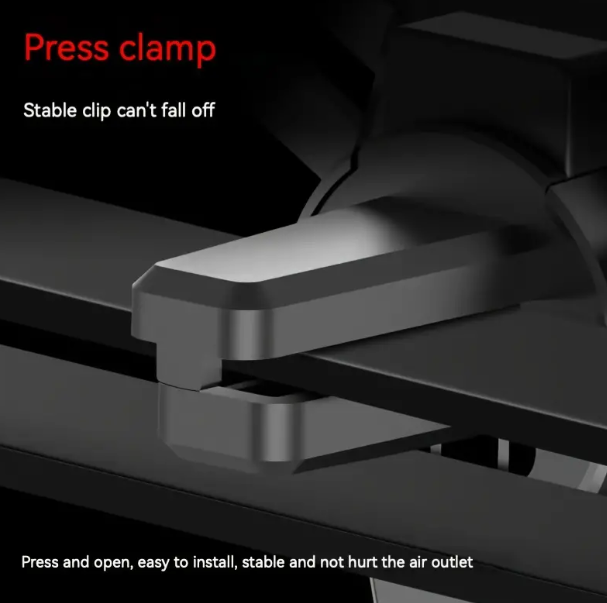 Press clamp
Stable clip can't fall off
Press and open, easy to install, stable and not hurt the air outlet